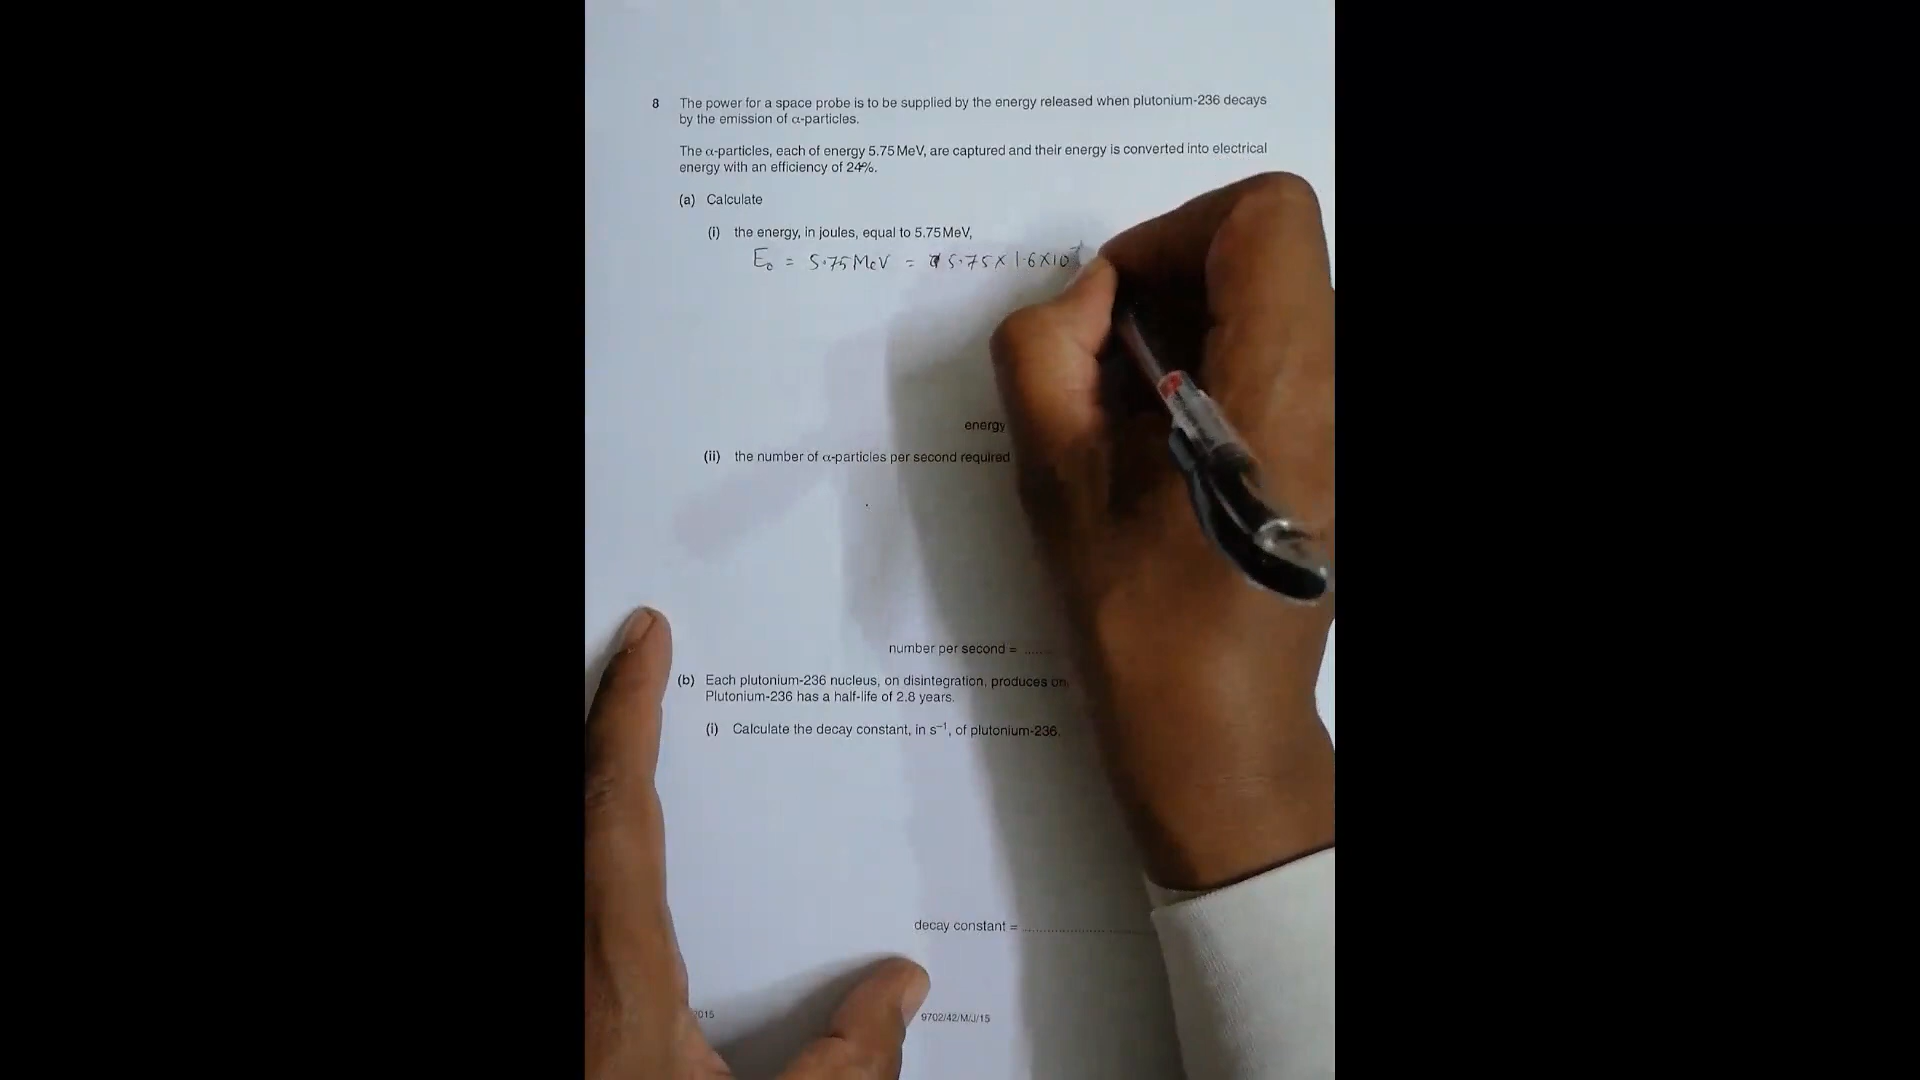 8 The power for a space probe is to be supplied by the energy released when plutonium-236 decays
by the emission of α-particles.
The α-particles, each of energy 5.75 MeV, are captured and their energy is converted into electrical
energy with an efficiency of 24%.
(a) Calculate
(i) the energy, in joules, equal to 5.75 MeV,
E₀ = 5.75 MeV = 5.75 × 1.6 × 10⁻¹
energy
(ii) the number of α-particles per second required
number per second = ......
(b) Each plutonium-236 nucleus, on disintegration, produces
Plutonium-236 has a half-life of 2.8 years.
(i) Calculate the decay constant, in s⁻¹, of plutonium-236.
decay constant = ..............................
2015
9702/42/M/J/15